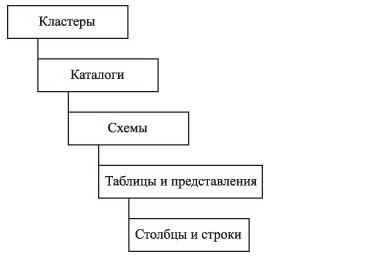 Кластеры
Каталоги
Схемы
Таблицы и представления
Столбцы и строки